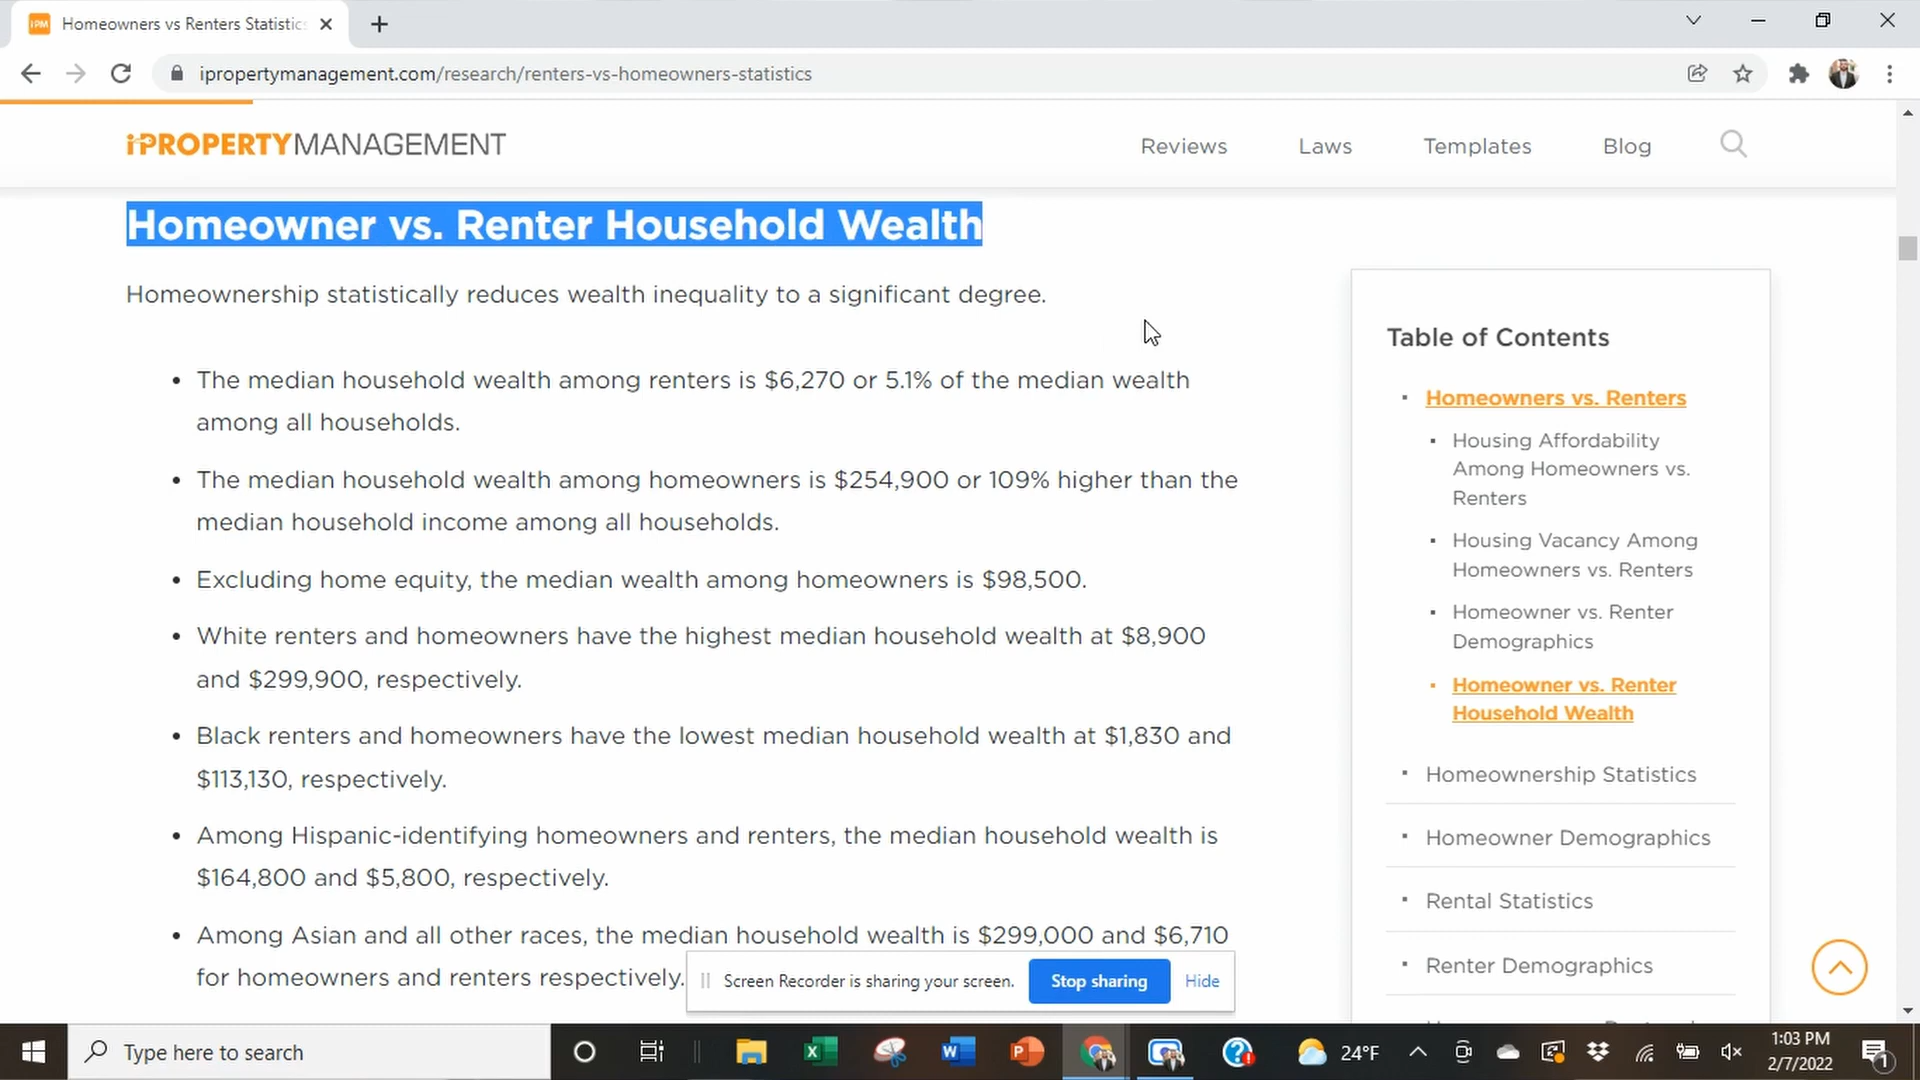 Homeowners vs Renters Statistic
ipropertymanagement.com/research/renters-vs-homeowners-statistics
iPROPERTYMANAGEMENT
Reviews
Laws
Templates
Blog
Homeowner vs. Renter Household Wealth
Homeownership statistically reduces wealth inequality to a significant degree.
• The median household wealth among renters is $6,270 or 5.1% of the median wealth
among all households.
• The median household wealth among homeowners is $254,900 or 109% higher than the
median household income among all households.
• Excluding home equity, the median wealth among homeowners is $98,500.
• White renters and homeowners have the highest median household wealth at $8,900
and $299,900, respectively.
• Black renters and homeowners have the lowest median household wealth at $1,830 and
$113,130, respectively.
• Among Hispanic-identifying homeowners and renters, the median household wealth is
$164,800 and $5,800, respectively.
• Among Asian and all other races, the median household wealth is $299,000 and $6,710
for homeowners and renters respectively.
Table of Contents
Homeowners vs. Renters
Housing Affordability
Among Homeowners vs.
Renters
Housing Vacancy Among
Homeowners vs. Renters
Homeowner vs. Renter
Demographics
Homeowner vs. Renter
Household Wealth
Homeownership Statistics
Homeowner Demographics
Rental Statistics
Renter Demographics
Screen Recorder is sharing your screen.
Stop sharing
Hide
Type here to search
24°F
1:03 PM
2/7/2022
1